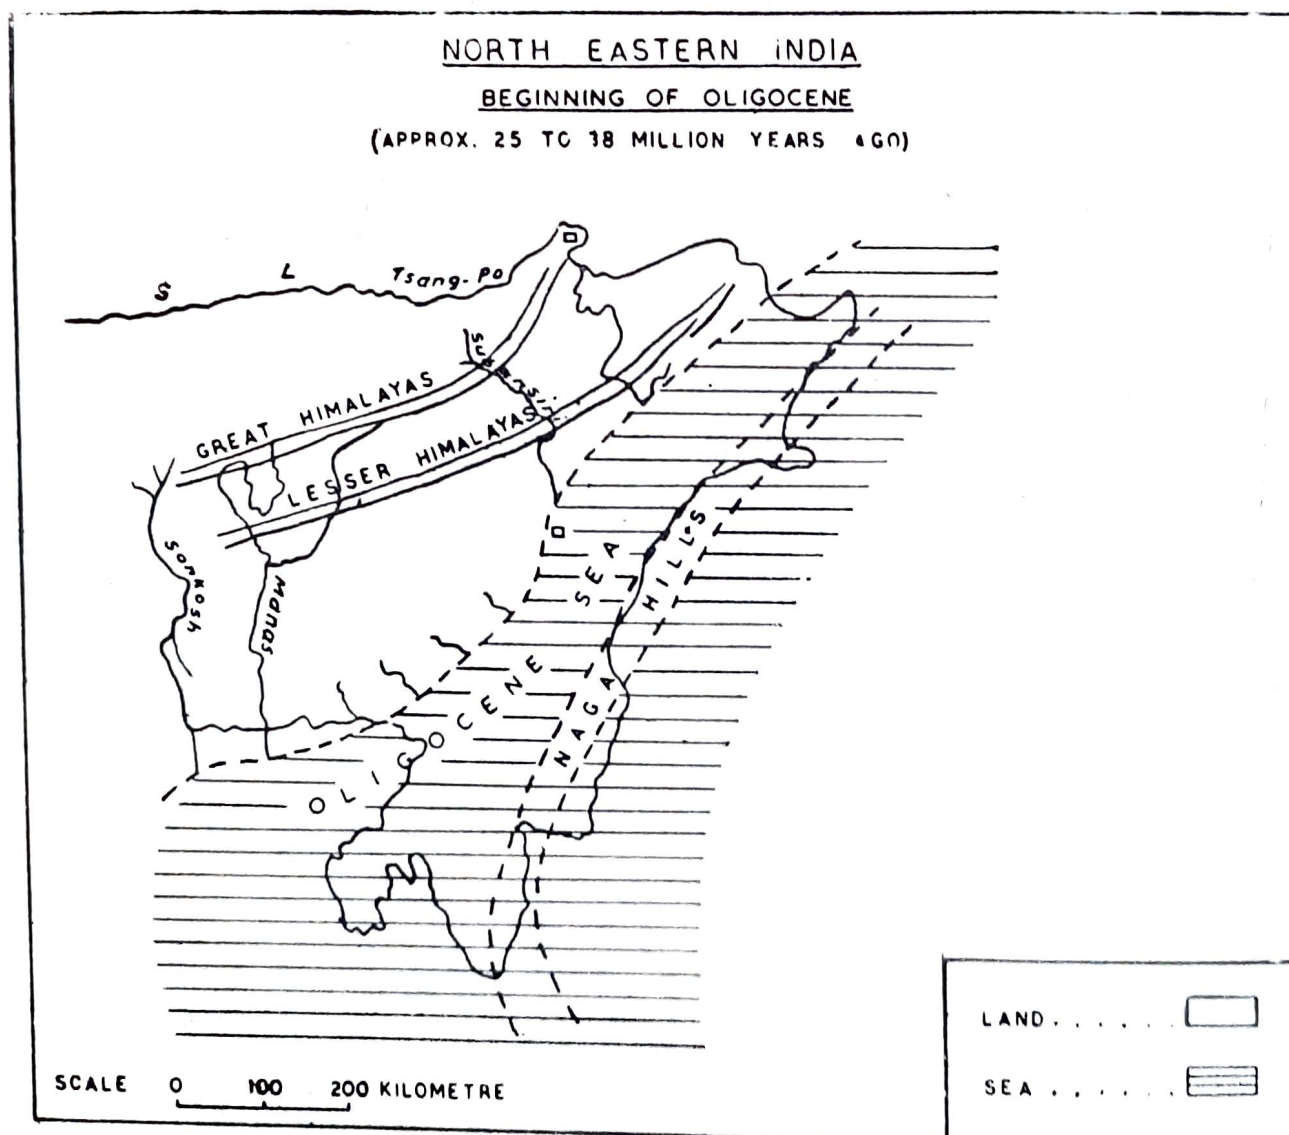 NORTH EASTERN INDIA
BEGINNING OF OLIGOCENE
(APPROX. 25 TO 38 MILLION YEARS AGO)
S L Tsang-Po
GREAT HIMALAYAS
LESSER HIMALAYAS
Sonkosh
Manas
OLIGOCENE SEA
NAGA HILLS
LAND . . . . . .
SEA . . . . . .
SCALE 0 100 200 KILOMETRE